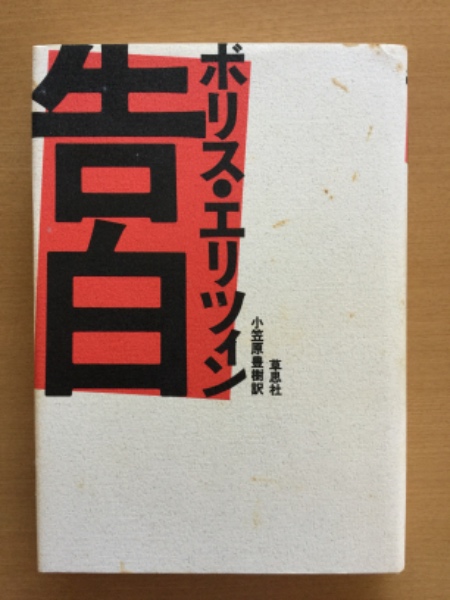 告白
ボリス・エリツィン
小笠原豊樹訳
草思社